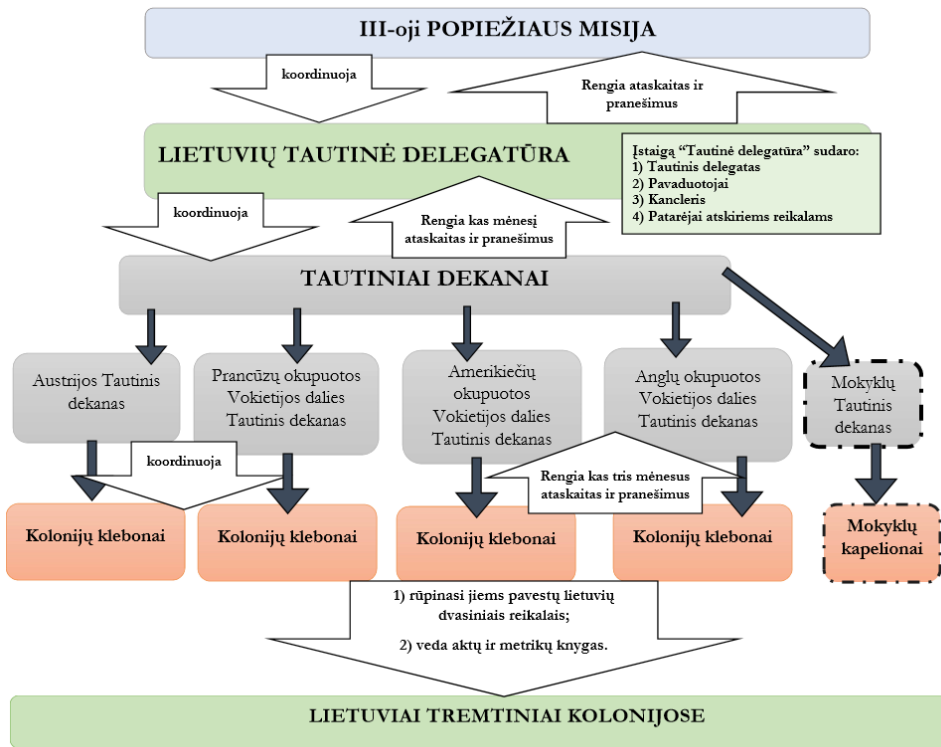 III-oji POPIEŽIAUS MISIJA
koordinuoja
Rengia ataskaitas ir
pranešimus
LIETUVIŲ TAUTINĖ DELEGATŪRA
Įstaigą “Tautinė delegatūra” sudaro:
1) Tautinis delegatas
2) Pavaduotojai
3) Kancleris
4) Patarėjai atskiriems reikalams
koordinuoja
Rengia kas mėnesį
ataskaitas ir pranešimus
TAUTINIAI DEKANAI
Austrijos Tautinis
dekanas
Prancūzų okupuotos
Vokietijos dalies
Tautinis dekanas
Amerikiečių
okupuotos
Vokietijos dalies
Tautinis dekanas
Anglų okupuotos
Vokietijos dalies
Tautinis dekanas
Mokyklų
Tautinis
dekanas
koordinuoja
Rengia kas tris mėnesus
ataskaitas ir pranešimus
Kolonijų klebonai
Kolonijų klebonai
Kolonijų klebonai
Kolonijų klebonai
Mokyklų
kapelionai
1) rūpinasi jiems pavestų lietuvių
dvasiniais reikalais;
2) veda aktų ir metrikų knygas.
LIETUVIAI TREMTINIAI KOLONIJOSE